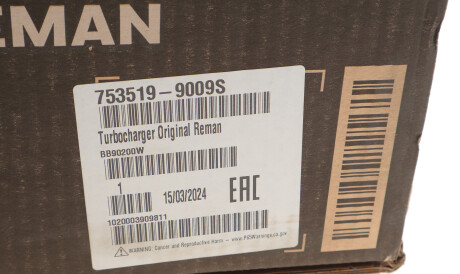 EMAN
753519-9009S
Turbocharger Original Reman
BB9020GW
1
15/03/2024
EAC
1020003909811
WARNING: Cancer and Reproductive Harm - www.P65Warnings.ca.gov